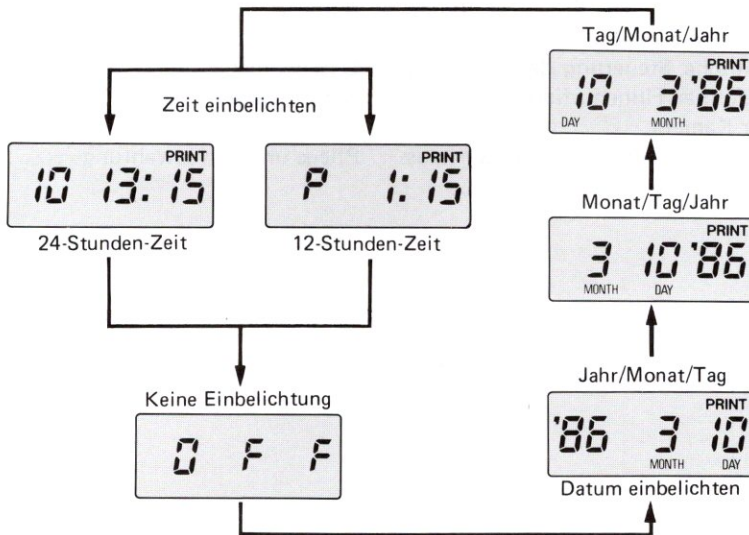 Tag/Monat/Jahr
PRINT
10 3 '86
DAY MONTH
Zeit einbelichten
PRINT
10 13:15
24-Stunden-Zeit
PRINT
P 1:15
12-Stunden-Zeit
Monat/Tag/Jahr
PRINT
3 10 '86
MONTH DAY
Keine Einbelichtung
O F F
Jahr/Monat/Tag
PRINT
'86 3 10
MONTH DAY
Datum einbelichten